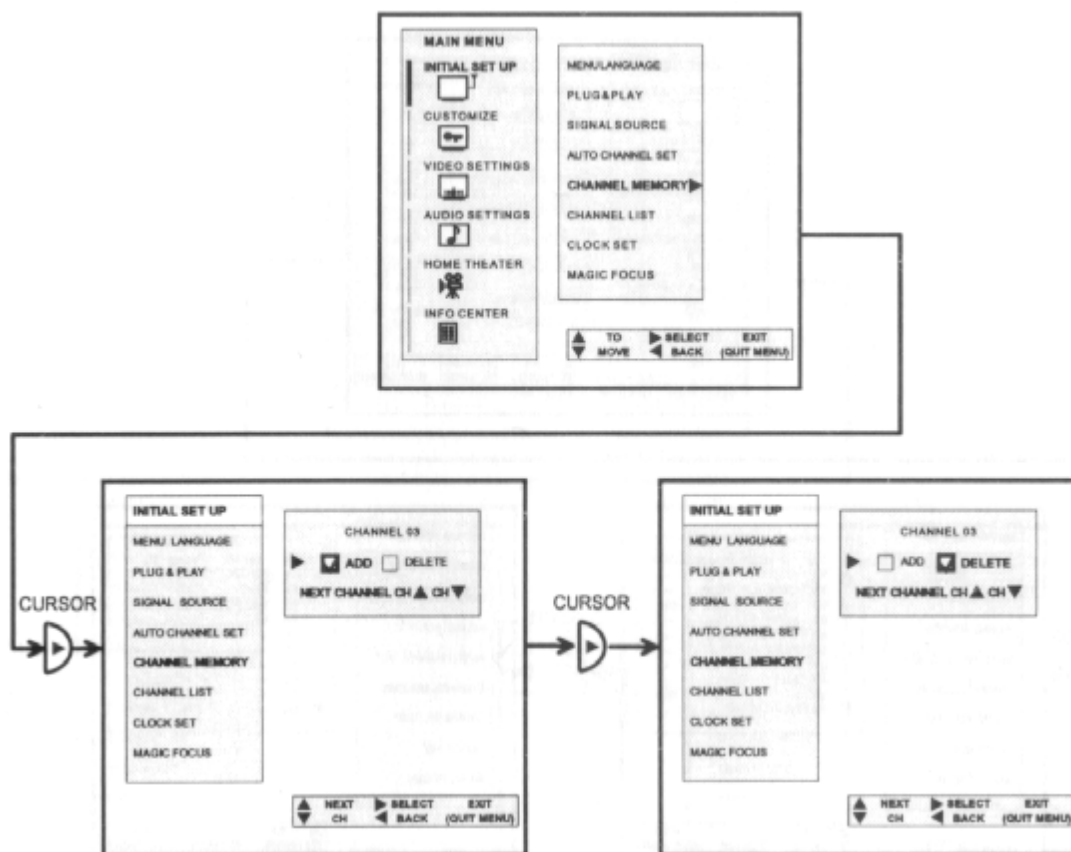 MAIN MENU
INITIAL SET UP
CUSTOMIZE
VIDEO SETTINGS
AUDIO SETTINGS
HOME THEATER
INFO CENTER
MENULANGUAGE
PLUG&PLAY
SIGNALSOURCE
AUTO CHANNEL SET
CHANNEL MEMORY▶
CHANNEL LIST
CLOCK SET
MAGIC FOCUS
▲ TO ▶ SELECT EXIT
▼ MOVE ◀ BACK (QUIT MENU)
CURSOR
INITIAL SET UP
MENU LANGUAGE
PLUG & PLAY
SIGNAL SOURCE
AUTO CHANNEL SET
CHANNEL MEMORY
CHANNEL LIST
CLOCK SET
MAGIC FOCUS
CHANNEL 03
▶ ADD DELETE
NEXT CHANNEL CH▲ CH▼
▲ NEXT ▶ SELECT EXIT
▼ CH ◀ BACK (QUIT MENU)
CURSOR
INITIAL SET UP
MENU LANGUAGE
PLUG & PLAY
SIGNAL SOURCE
AUTO CHANNEL SET
CHANNEL MEMORY
CHANNEL LIST
CLOCK SET
MAGIC FOCUS
CHANNEL 03
▶ ADD DELETE
NEXT CHANNEL CH▲ CH▼
▲ NEXT ▶ SELECT EXIT
▼ CH ◀ BACK (QUIT MENU)